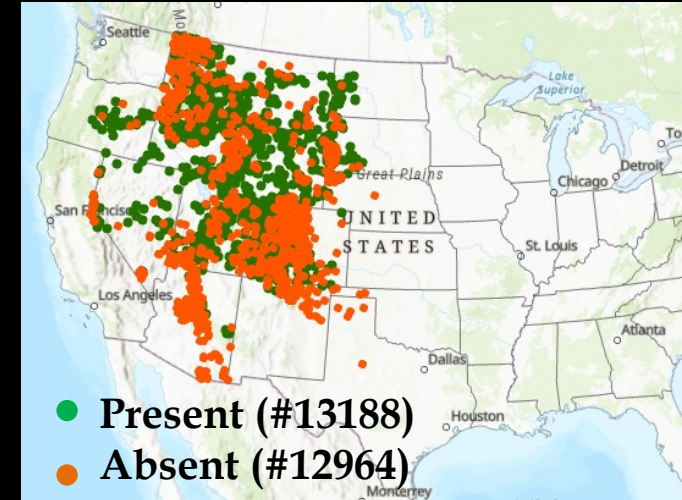 Mo
Seattle
Lake
Superior
To
Detroit
Great Plains
Chicago
San Francisco
UNITED
STATES
St. Louis
Los Angeles
Atlanta
Dallas
Present (#13188)
Houston
Absent (#12964)
Monterrey